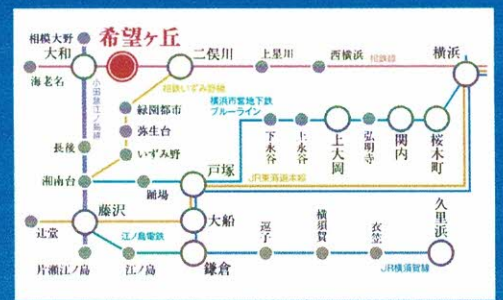 相模大野
希望ケ丘
大和
二俣川
上星川
西横浜
相鉄線
横浜
海老名
小田急江ノ島線
相鉄いずみ野線
緑園都市
弥生台
いずみ野
横浜市営地下鉄
ブルーライン
下永谷
上永谷
上大岡
弘明寺
関内
桜木町
長後
湘南台
踊場
戸塚
JR東海道本線
藤沢
大船
辻堂
江ノ島電鉄
片瀬江ノ島
江ノ島
鎌倉
逗子
横須賀
衣笠
久里浜
JR横須賀線